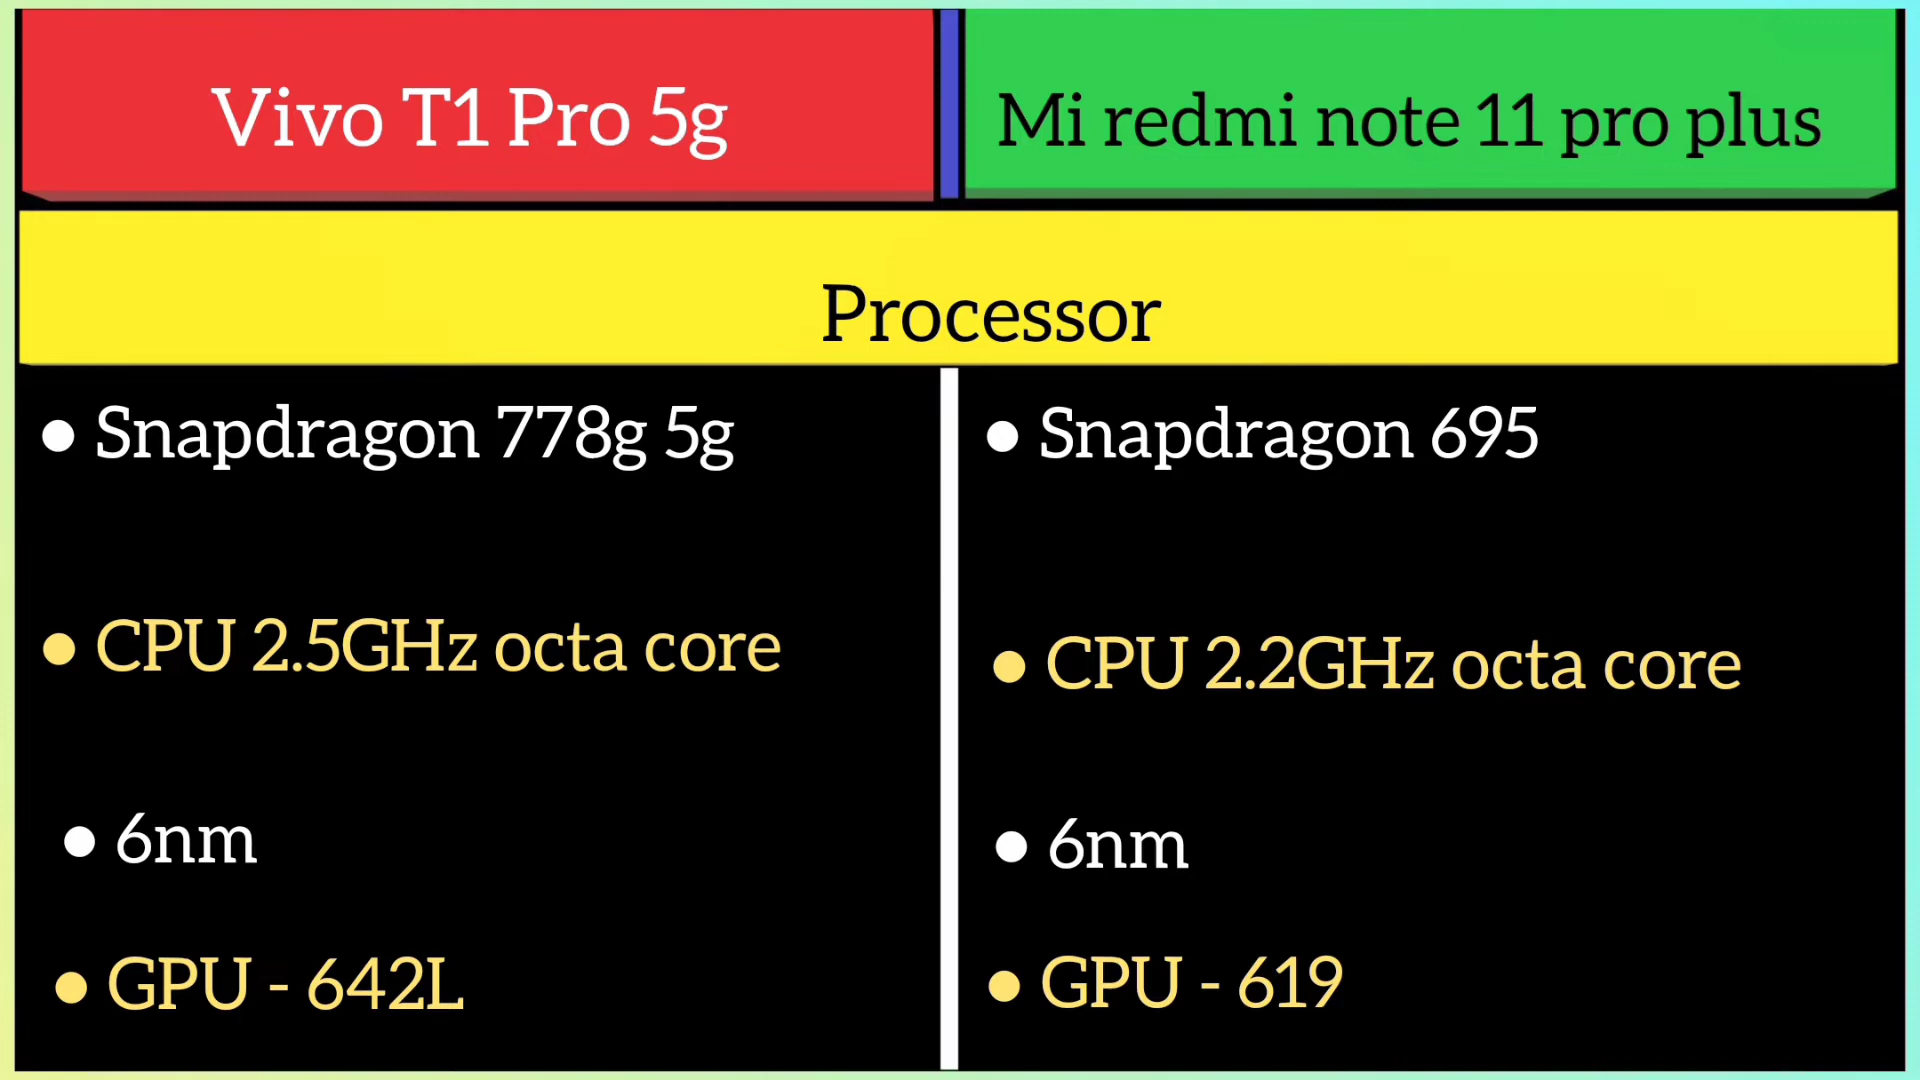 Vivo T1 Pro 5g
Mi redmi note 11 pro plus
Processor
• Snapdragon 778g 5g
• CPU 2.5GHz octa core
• 6nm
• GPU - 642L
• Snapdragon 695
• CPU 2.2GHz octa core
• 6nm
• GPU - 619